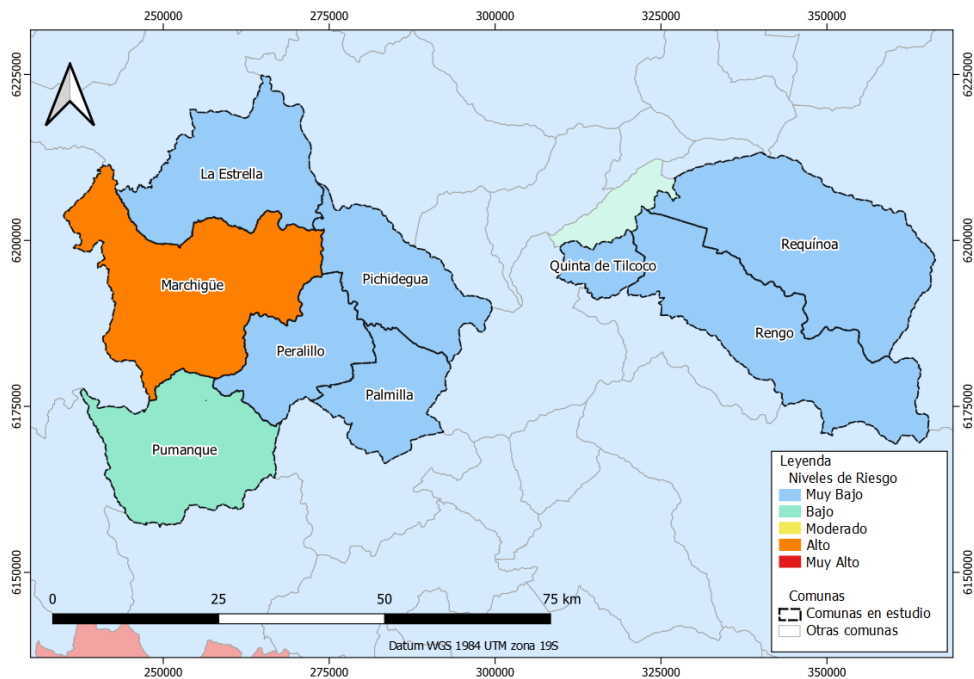 250000
275000
300000
325000
350000
6225000
6225000
La Estrella
6200000
6200000
Requínoa
Quinta de Tilcoco
Pichidegua
Marchigüe
Rengo
Peralillo
Palmilla
6175000
6175000
Pumanque
Leyenda
Niveles de Riesgo
Muy Bajo
Bajo
Moderado
Alto
Muy Alto
Comunas
Comunas en estudio
Otras comunas
6150000
6150000
0
25
50
75 km
Datum WGS 1984 UTM zona 19S
250000
275000
300000
325000
350000